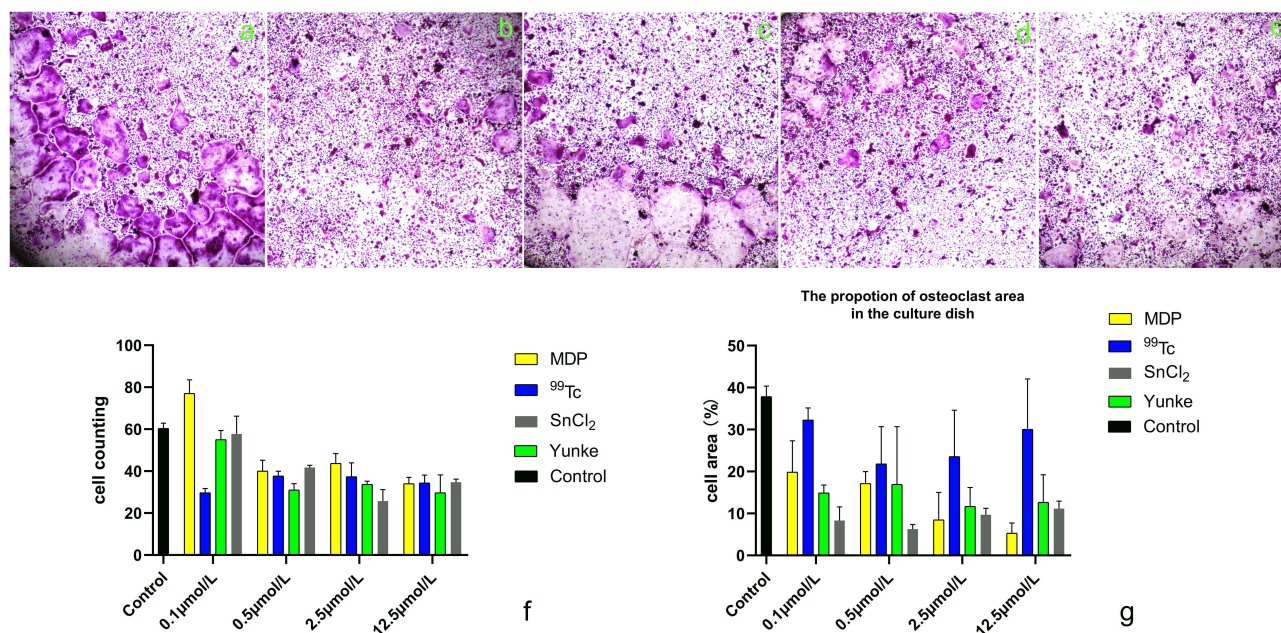 a
b
c
d
e
The propotion of osteoclast area
in the culture dish
cell counting
100
80
60
40
20
0
Control
0.1μmol/L
0.5μmol/L
2.5μmol/L
12.5μmol/L
MDP
⁹⁹Tc
SnCl₂
Yunke
Control
f
cell area (%)
50
40
30
20
10
0
Control
0.1μmol/L
0.5μmol/L
2.5μmol/L
12.5μmol/L
MDP
⁹⁹Tc
SnCl₂
Yunke
Control
g